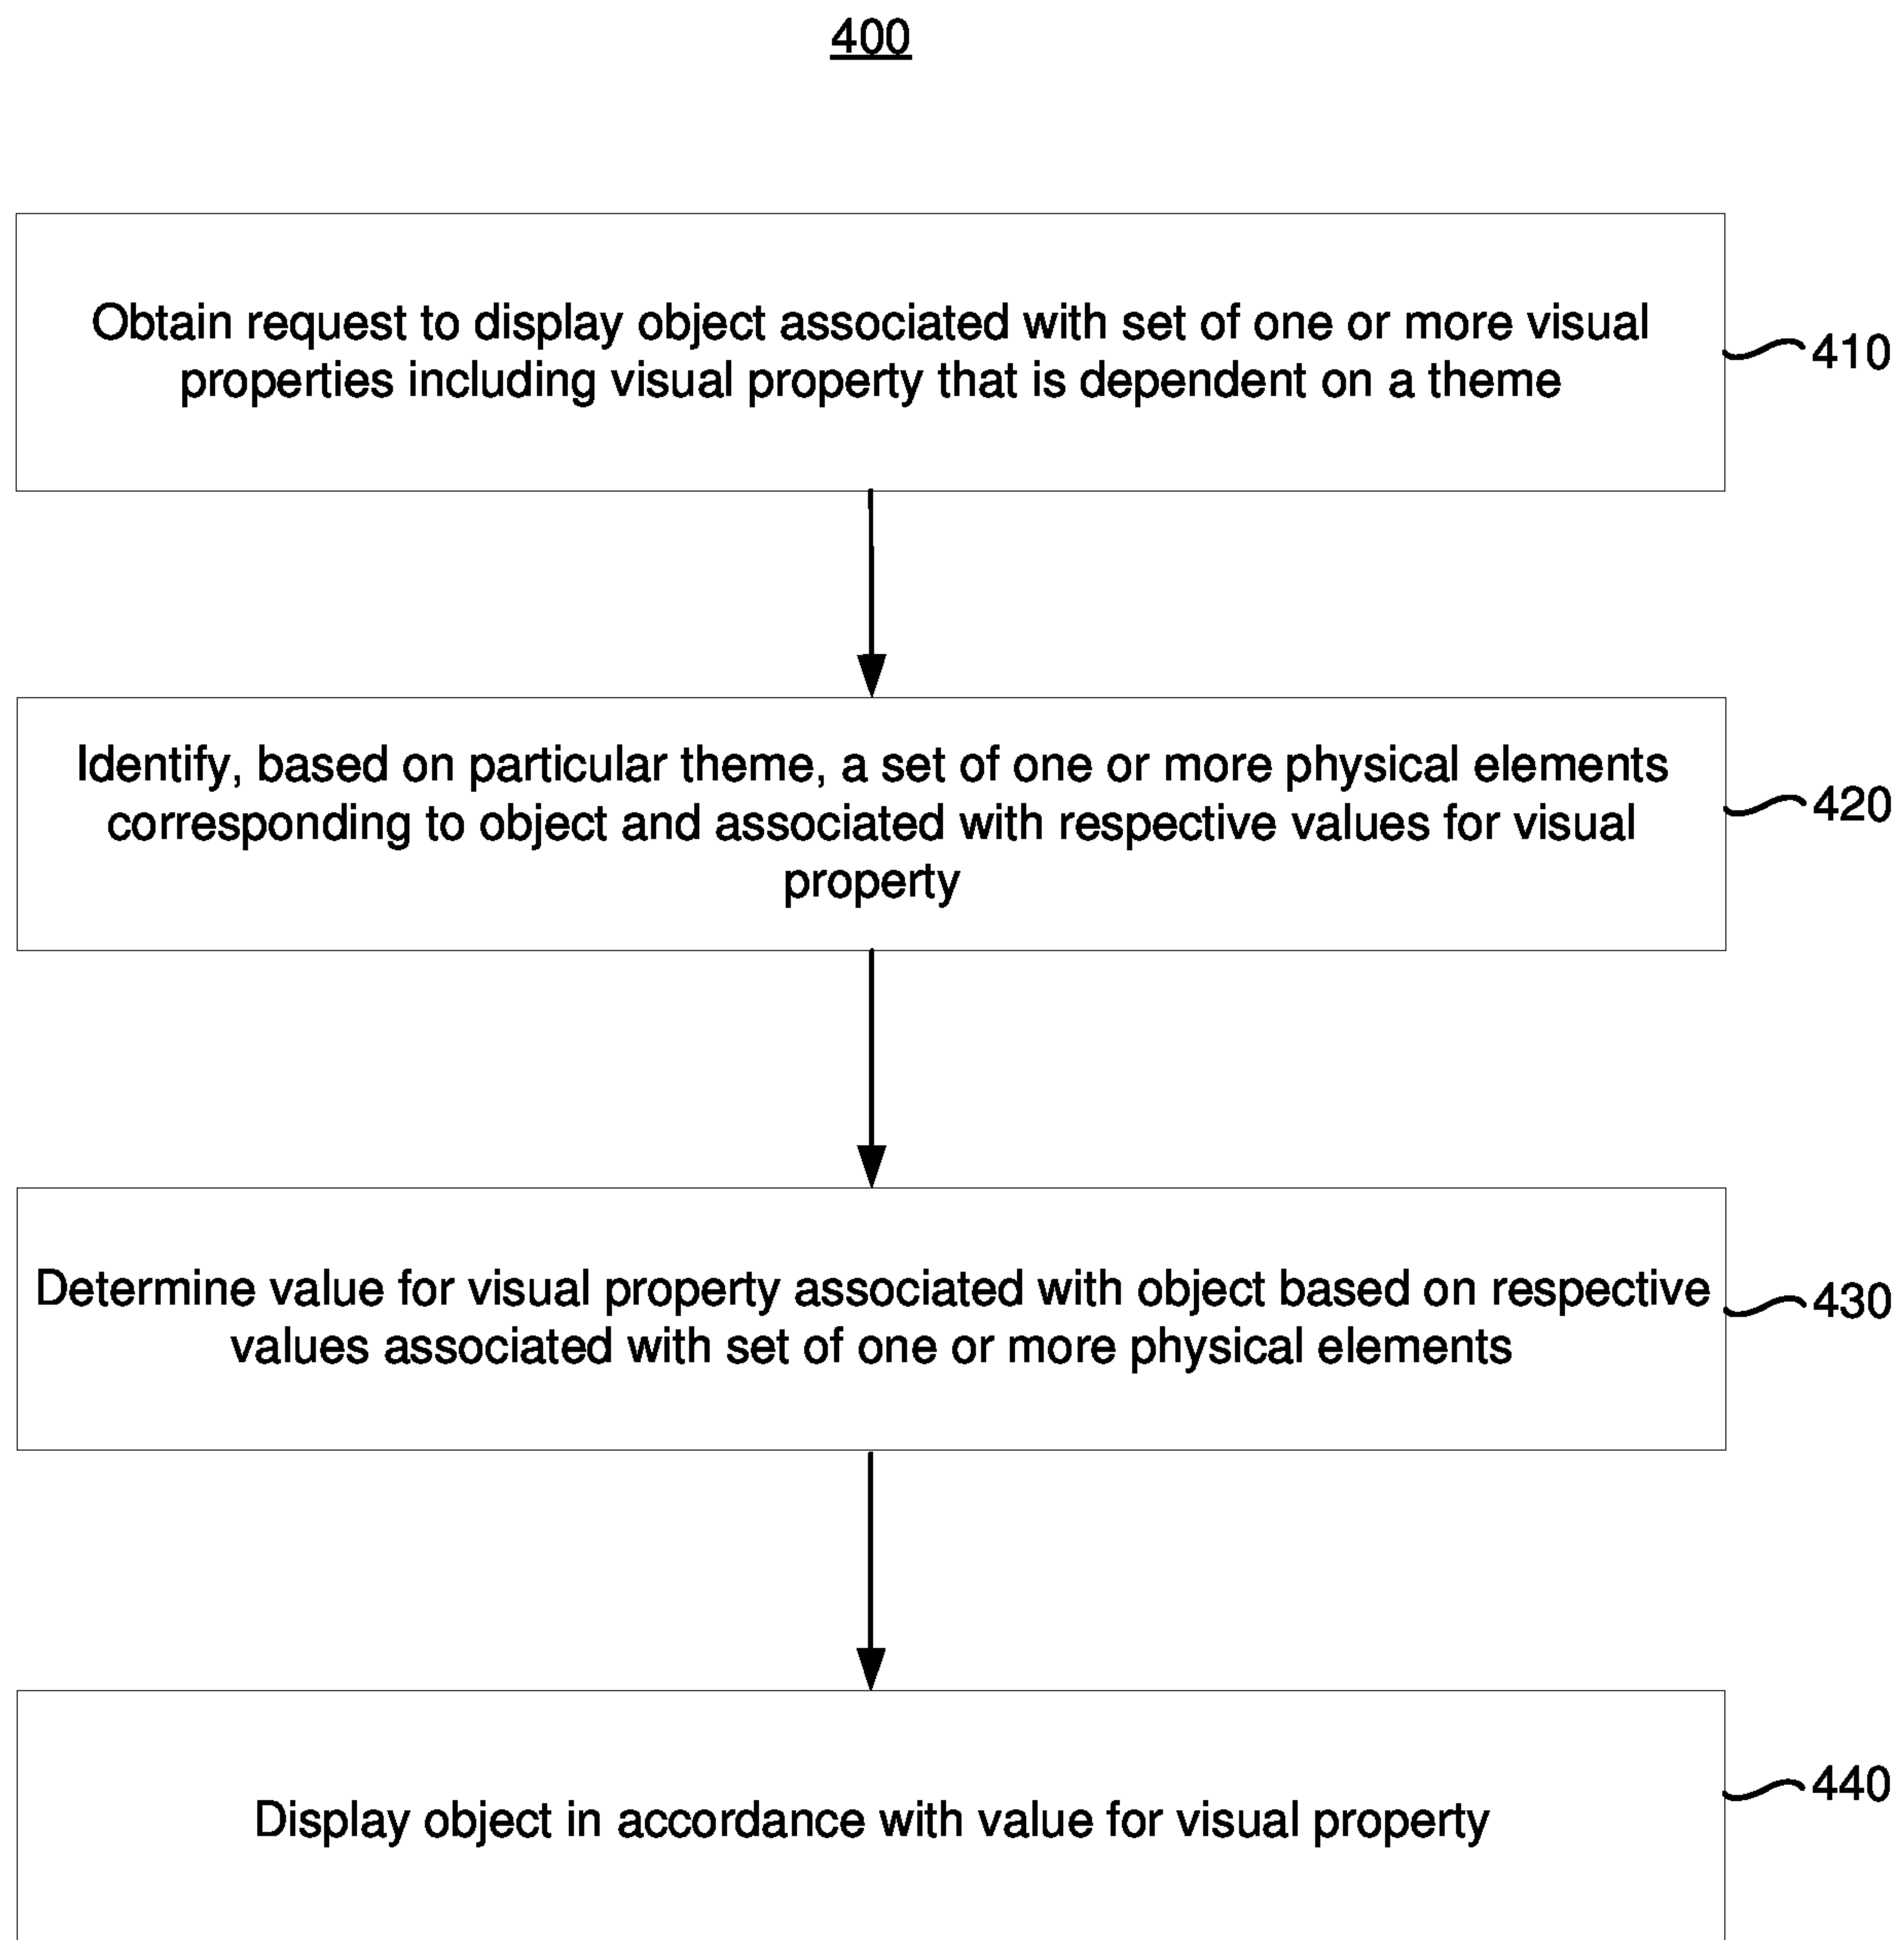 400
Obtain request to display object associated with set of one or more visual
properties including visual property that is dependent on a theme
410
Identify, based on particular theme, a set of one or more physical elements
corresponding to object and associated with respective values for visual
property
420
Determine value for visual property associated with object based on respective
values associated with set of one or more physical elements
430
Display object in accordance with value for visual property
440